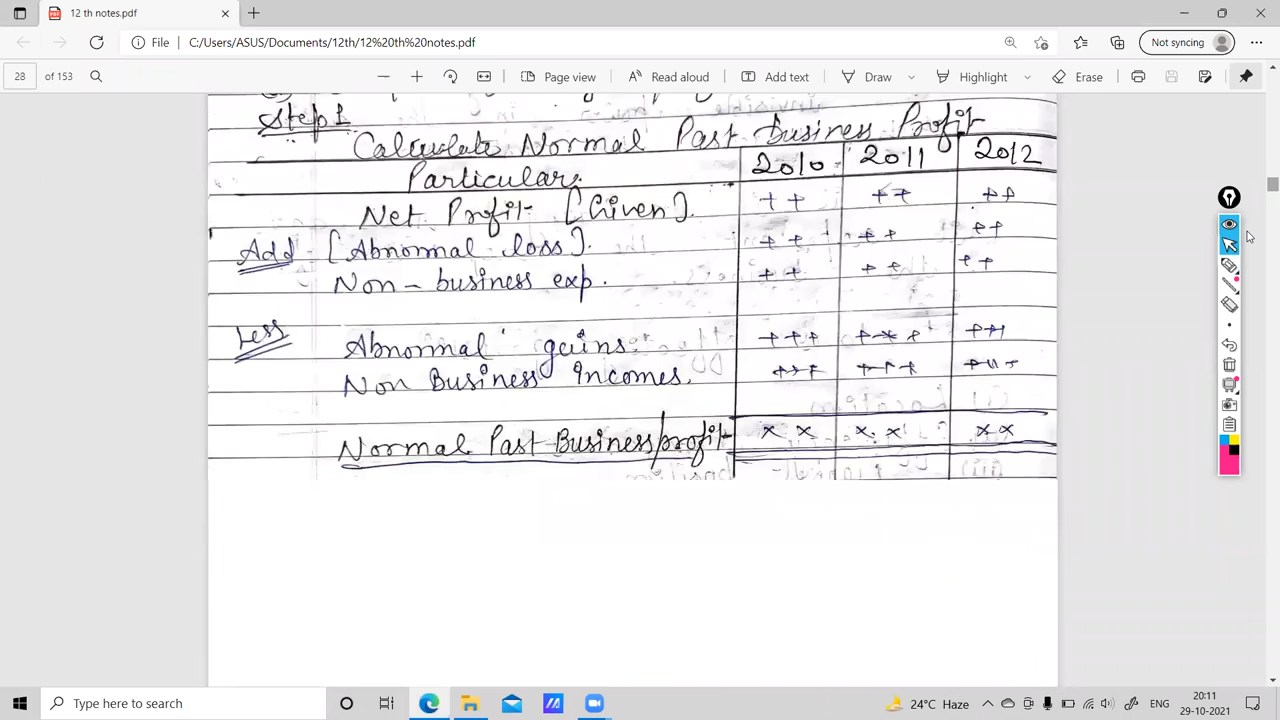 12 th notes.pdf
File C:/Users/ASUS/Documents/12th/12%20th%20notes.pdf
Not syncing
28 of 153
Page view
Read aloud
Add text
Draw
Highlight
Erase
Step 1
Calculate Normal Past Business Profit
Particulars 2010 2011 2012
Net Profit [Given]. ++ ++ ++
Add [Abnormal loss]. ++ ++ ++
Non - business exp. ++ ++ ++
Less Abnormal gains. +++ +++ +++
Non Business Incomes. +++ +++ +++
Normal Past Business/profit x x x x x x
Type here to search
24°C Haze
ENG
20:11
29-10-2021